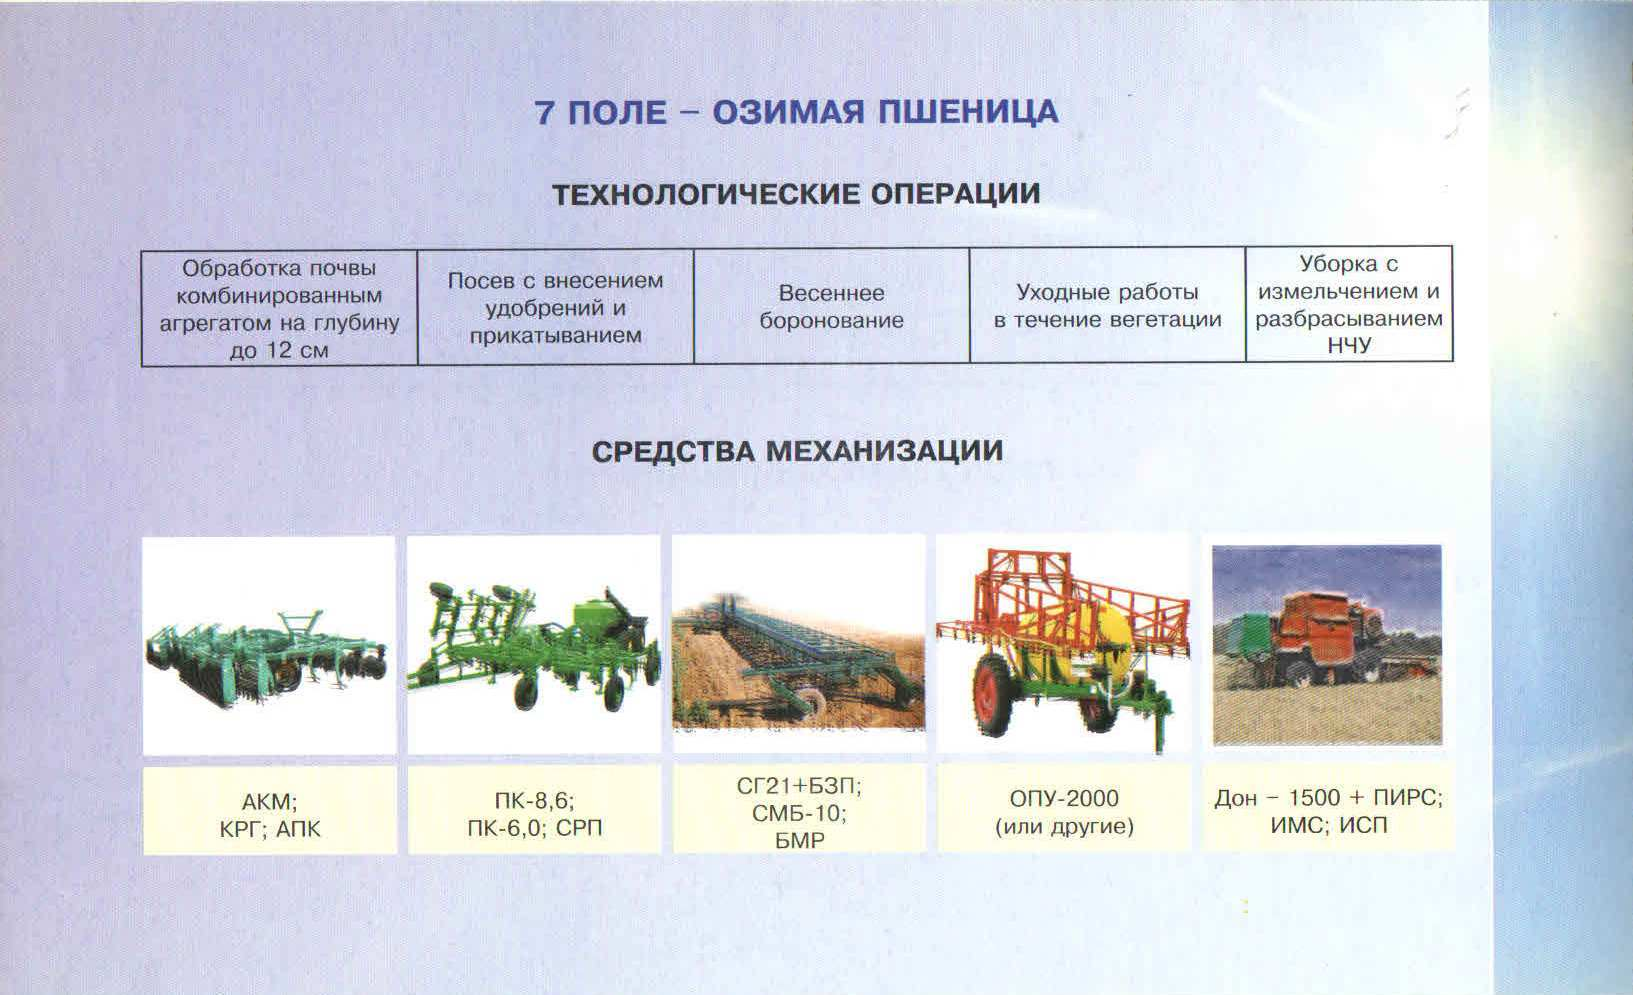 7 ПОЛЕ – ОЗИМАЯ ПШЕНИЦА
ТЕХНОЛОГИЧЕСКИЕ ОПЕРАЦИИ
Обработка почвы
комбинированным
агрегатом на глубину
до 12 см
Посев с внесением
удобрений и
прикатыванием
Весеннее
боронование
Уходные работы
в течение вегетации
Уборка с
измельчением и
разбрасыванием
НЧУ
СРЕДСТВА МЕХАНИЗАЦИИ
АКМ;
КРГ; АПК
ПК-8,6;
ПК-6,0; СРП
СГ21+БЗП;
СМБ-10;
БМР
ОПУ-2000
(или другие)
Дон – 1500 + ПИРС;
ИМС; ИСП